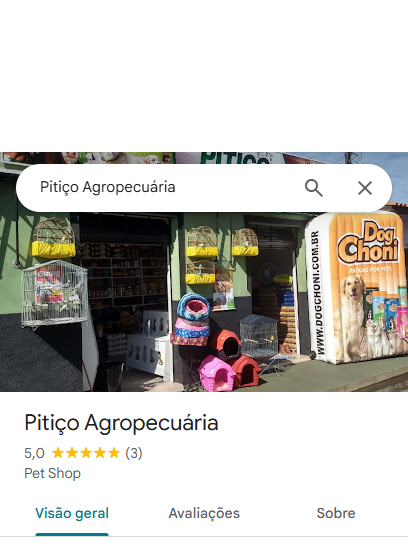 PITIÇO
Pitiço Agropecuária
WWW.DOGCHONI.COM.BR
Dog
Choni
PAIXÃO POR PETS
Pitiço Agropecuária
5,0 ★★★★★ (3)
Pet Shop
Visão geral
Avaliações
Sobre